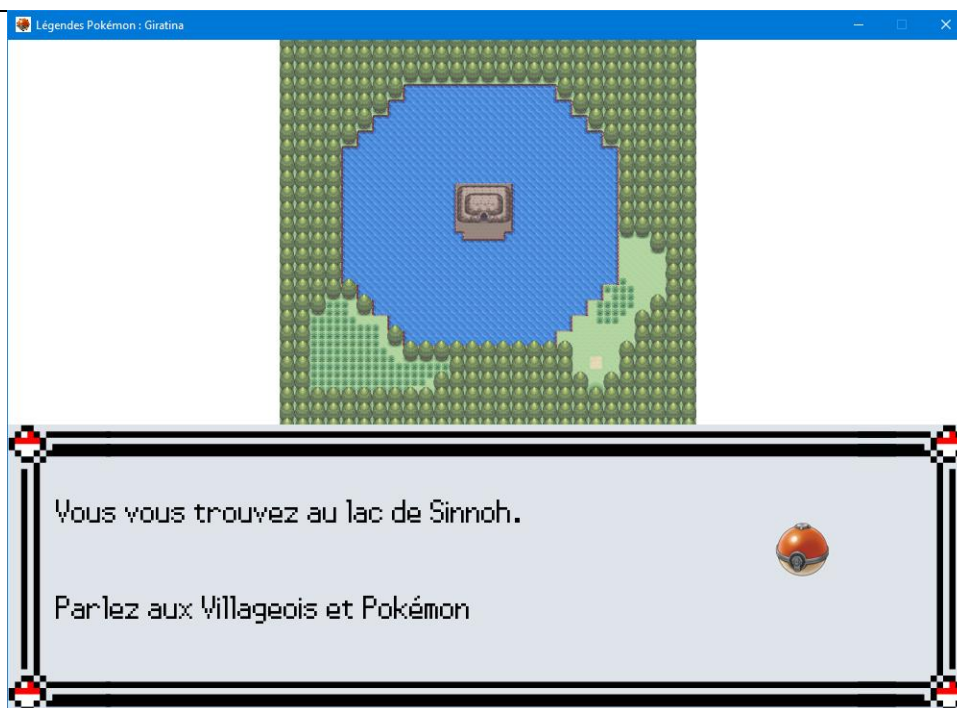 Légendes Pokémon : Giratina
Vous vous trouvez au lac de Sinnoh.
Parlez aux Villageois et Pokémon